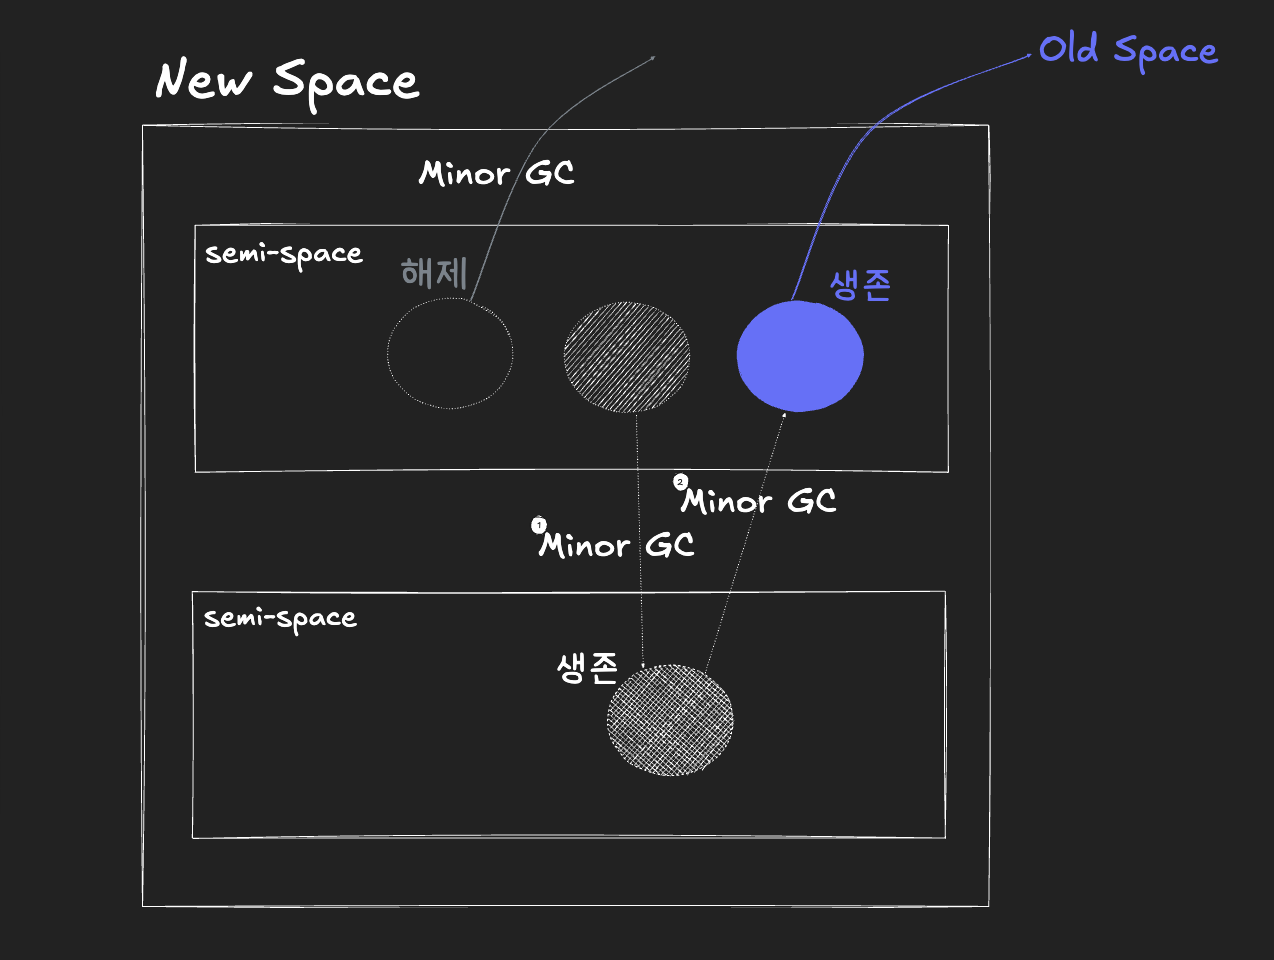 Old Space
New Space
Minor GC
semi-space
해제
생존
2
Minor GC
1
Minor GC
semi-space
생존